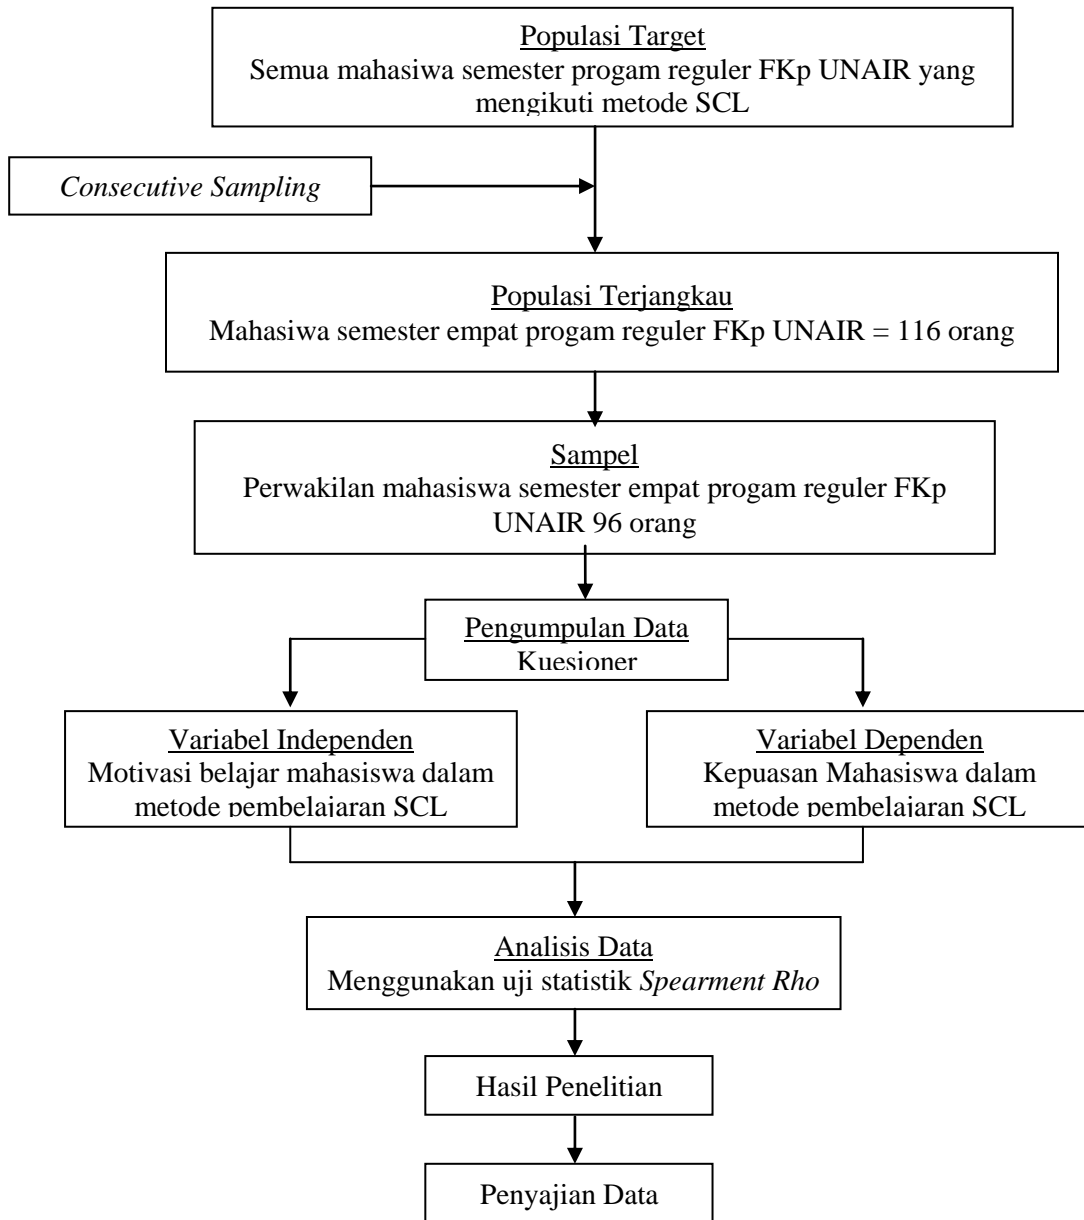 Populasi Target
Semua mahasiwa semester progam reguler FKp UNAIR yang
mengikuti metode SCL
Consecutive Sampling
Populasi Terjangkau
Mahasiwa semester empat progam reguler FKp UNAIR = 116 orang
Sampel
Perwakilan mahasiswa semester empat progam reguler FKp
UNAIR 96 orang
Pengumpulan Data
Kuesioner
Variabel Independen
Motivasi belajar mahasiswa dalam
metode pembelajaran SCL
Variabel Dependen
Kepuasan Mahasiswa dalam
metode pembelajaran SCL
Analisis Data
Menggunakan uji statistik Spearment Rho
Hasil Penelitian
Penyajian Data